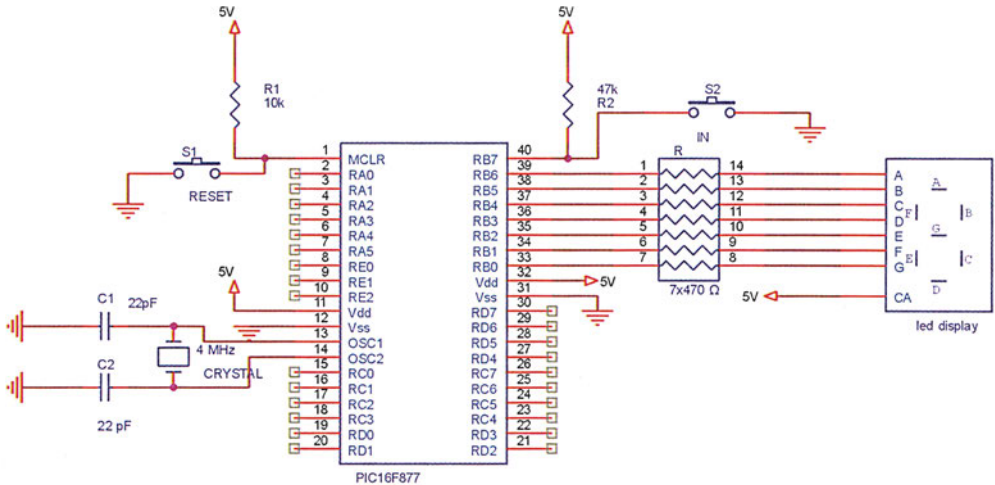 5V
5V
R1
10k
47k
R2
S2
IN
S1
RESET
1 MCLR
2 RA0
3 RA1
4 RA2
5 RA3
6 RA4
7 RA5
8 RE0
9 RE1
10 RE2
11 Vdd
12 Vss
13 OSC1
14 OSC2
15 RC0
16 RC1
17 RC2
18 RC3
19 RD0
20 RD1
RB7 40
RB6 39
RB5 38
RB4 37
RB3 36
RB2 35
RB1 34
RB0 33
Vdd 32
Vss 31
RD7 30
RD6 29
RD5 28
RD4 27
RC7 26
RC6 25
RC5 24
RC4 23
RD3 22
RD2 21
PIC16F877
5V
C1 22pF
4 MHz
CRYSTAL
C2
22 pF
R
1 14
2 13
3 12
4 11
5 10
6 9
7 8
7x470 Ω
5V
5V
A
B
C
D
E
F
G
CA
A
F B
G
E C
D
led display